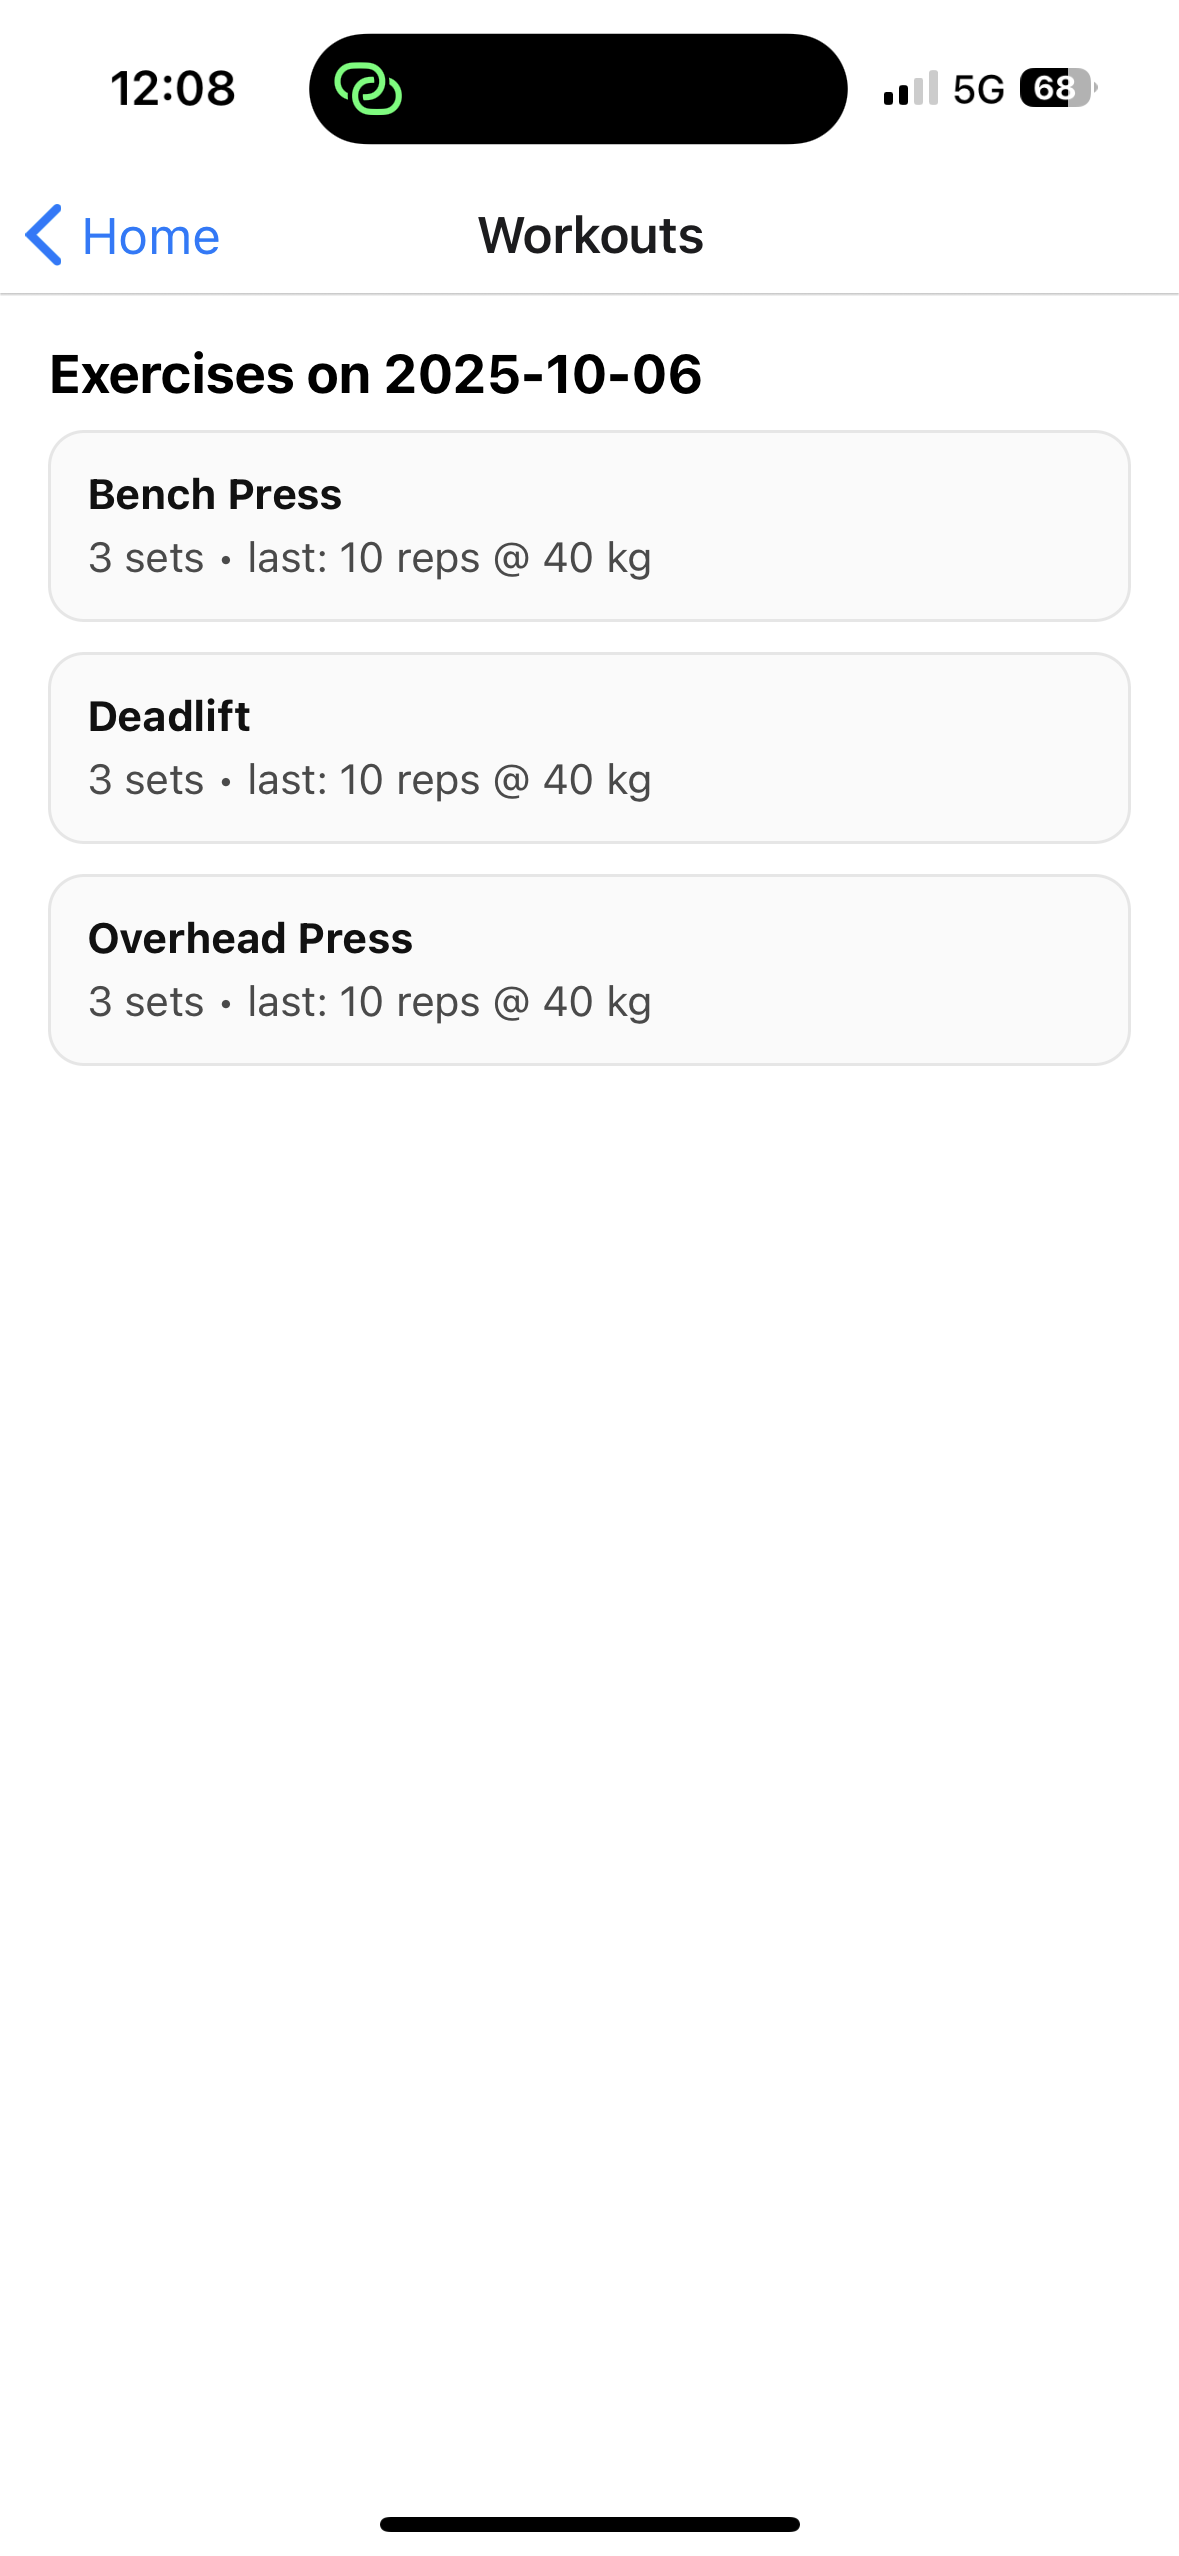 12:08
5G
68
Home
Workouts
Exercises on 2025-10-06
Bench Press
3 sets • last: 10 reps @ 40 kg
Deadlift
3 sets • last: 10 reps @ 40 kg
Overhead Press
3 sets • last: 10 reps @ 40 kg